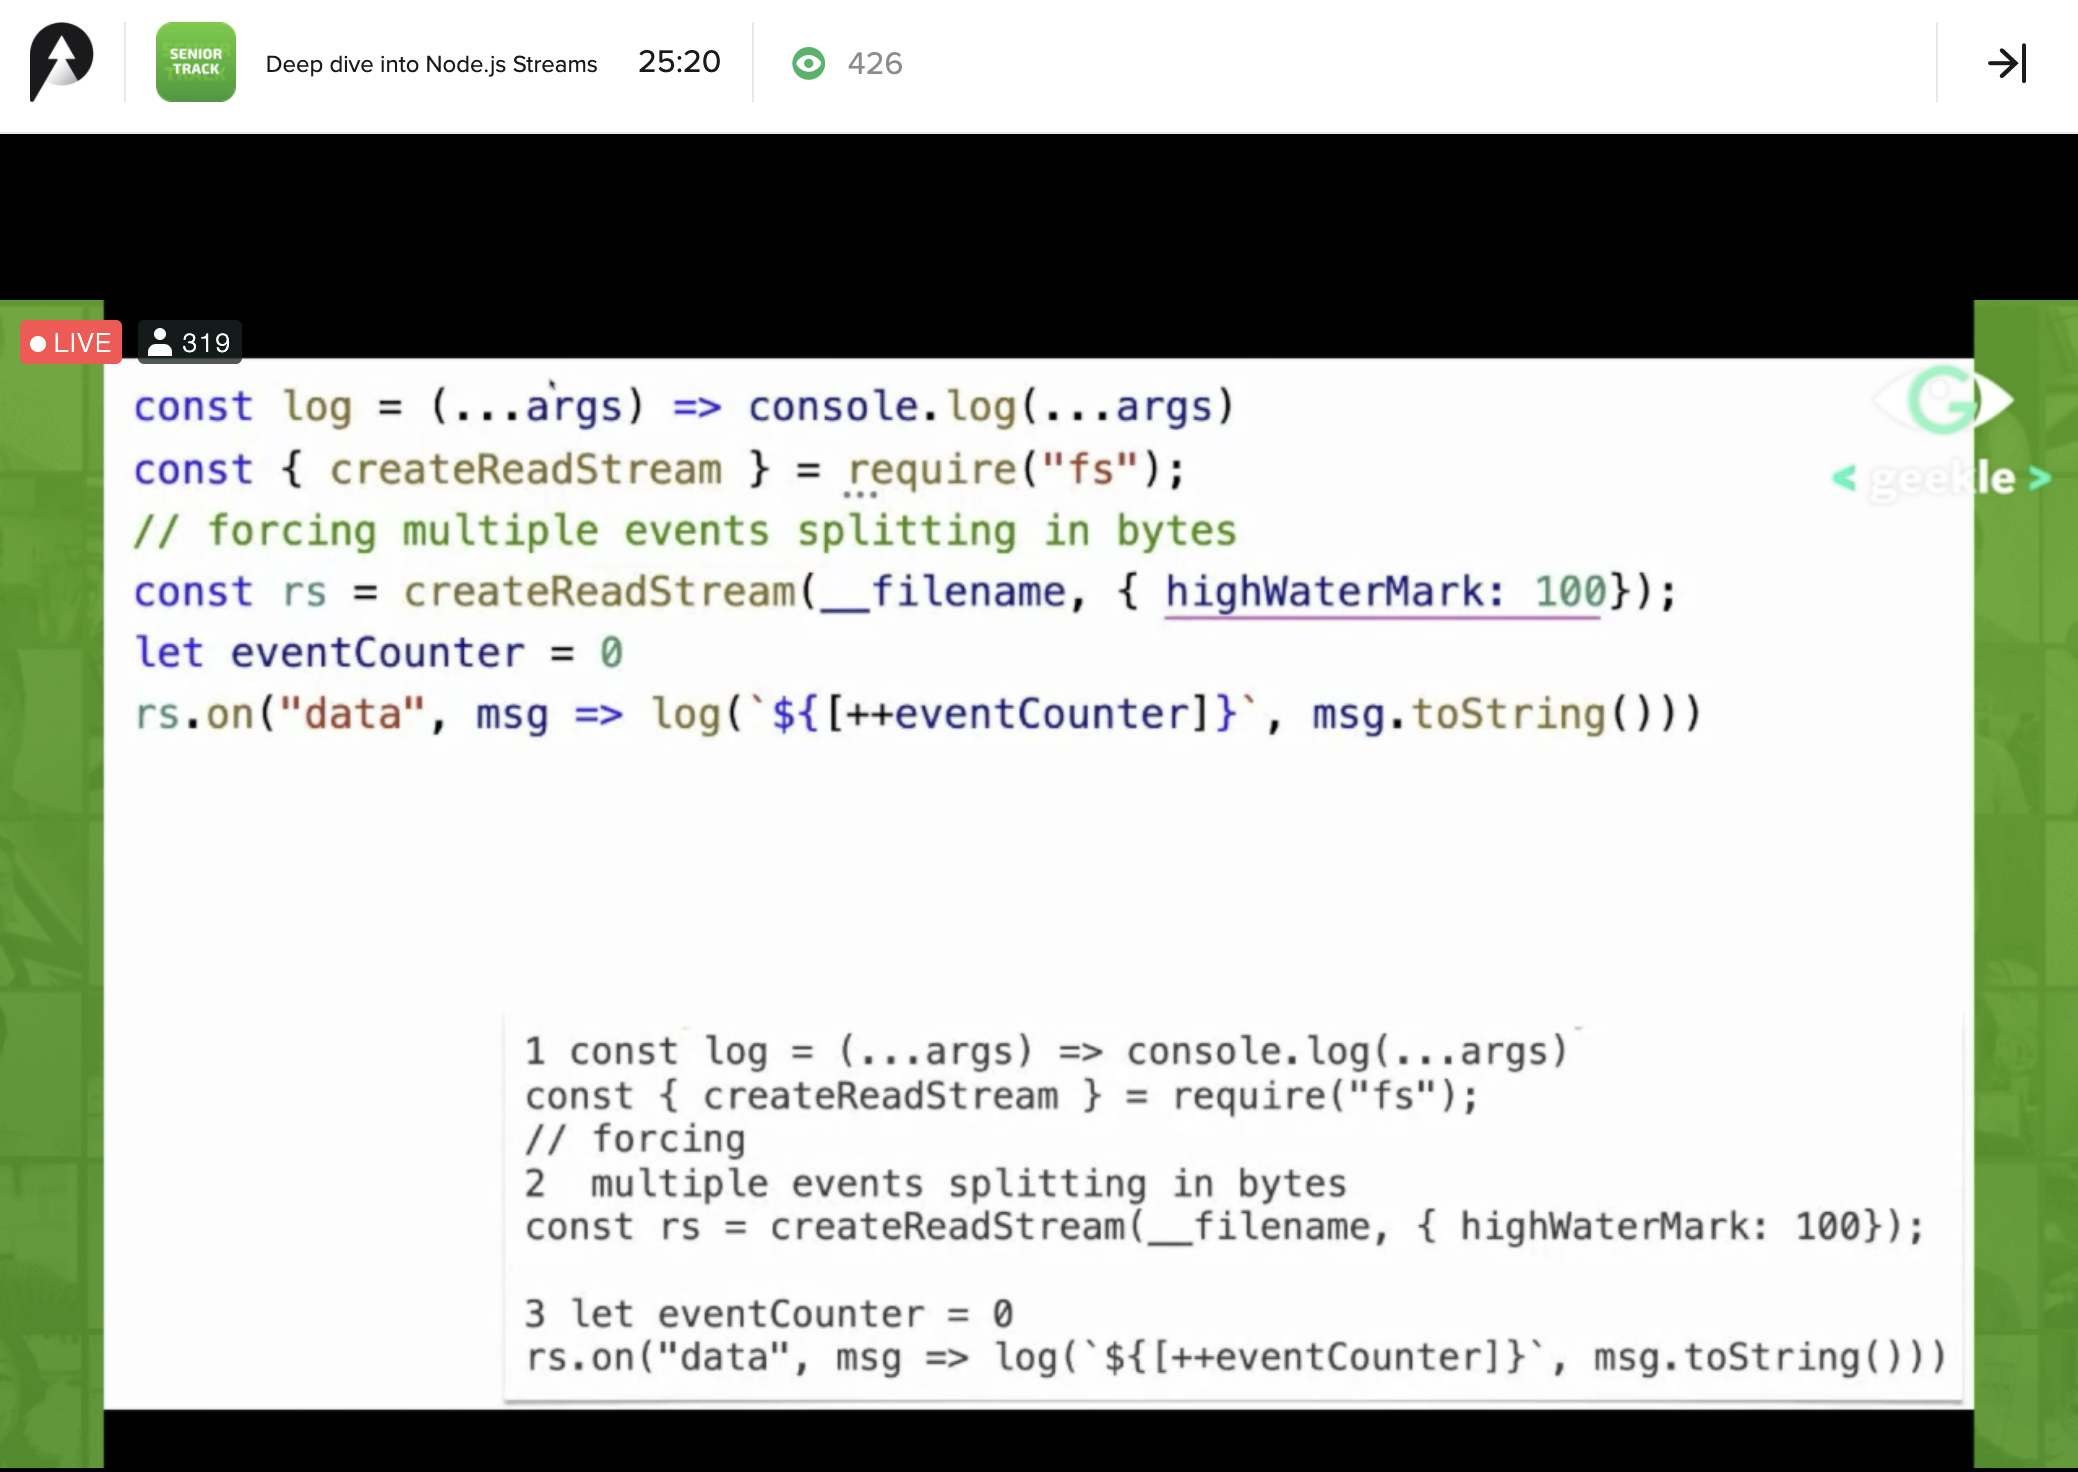 SENIOR
TRACK
Deep dive into Node.js Streams
25:20
426
LIVE
319
const log = (...args) => console.log(...args)
const { createReadStream } = require("fs");
// forcing multiple events splitting in bytes
const rs = createReadStream(__filename, { highWaterMark: 100});
let eventCounter = 0
rs.on("data", msg => log(`${[++eventCounter]}`, msg.toString()))
< geekle >
1 const log = (...args) => console.log(...args)
const { createReadStream } = require("fs");
// forcing
2  multiple events splitting in bytes
const rs = createReadStream(__filename, { highWaterMark: 100});
3 let eventCounter = 0
rs.on("data", msg => log(`${[++eventCounter]}`, msg.toString()))